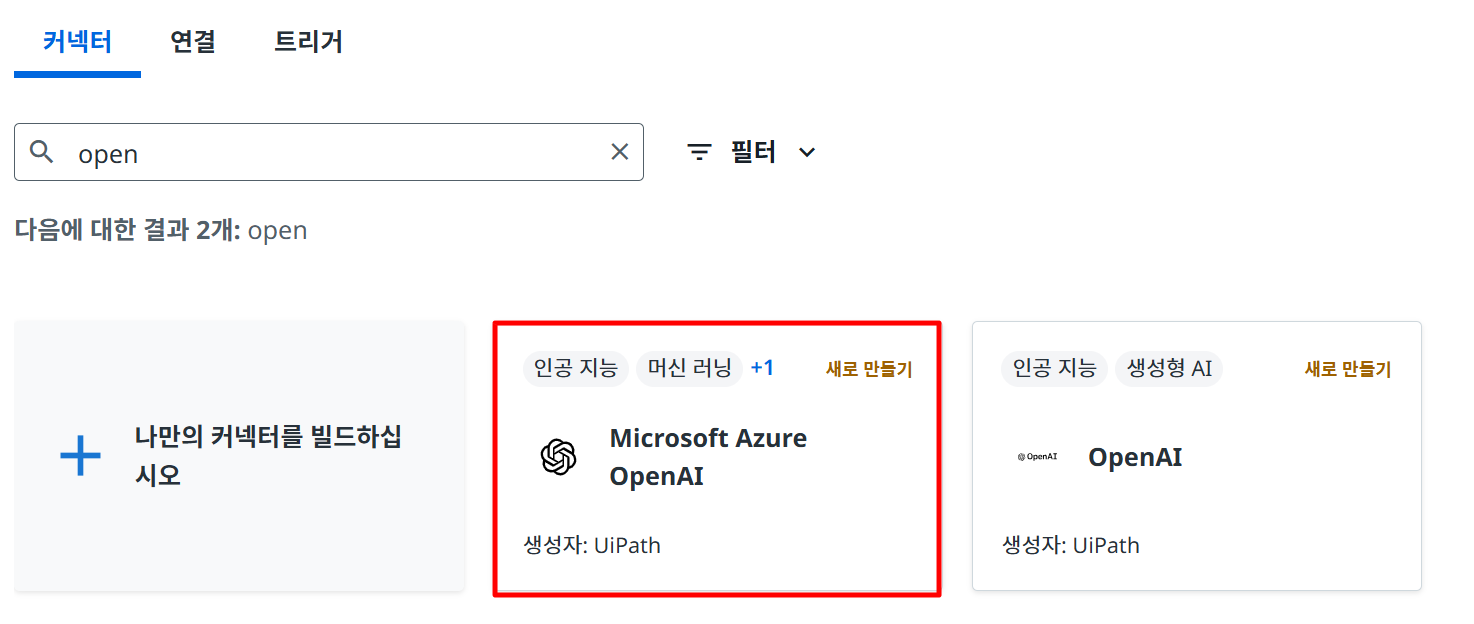 커넥터 연결 트리거
open
필터
다음에 대한 결과 2개: open
나만의 커넥터를 빌드하십
시오
인공 지능 머신 러닝 +1 새로 만들기
Microsoft Azure
OpenAI
생성자: UiPath
인공 지능 생성형 AI 새로 만들기
OpenAI OpenAI
생성자: UiPath